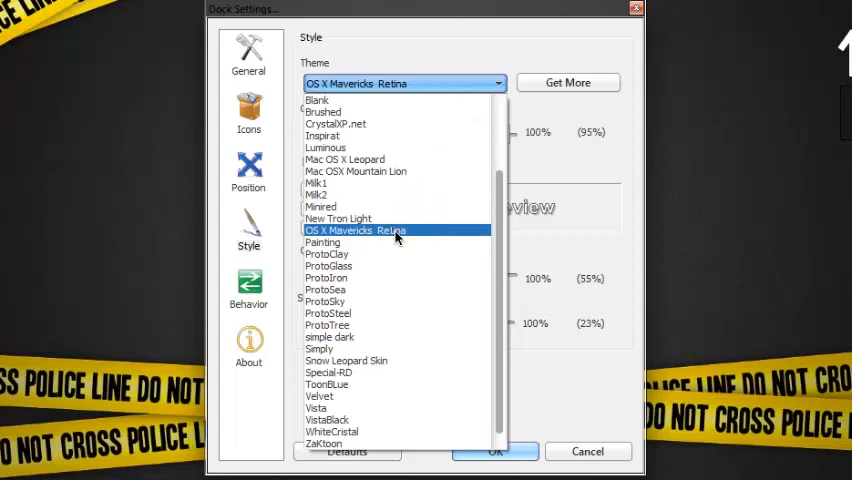 Dock Settings...
General
Icons
Position
Style
Behavior
About
Style
Theme
OS X Mavericks Retina
Get More
Blank
Brushed
CrystalXP.net
Inspirat
Luminous
Mac OS X Leopard
Mac OSX Mountain Lion
Milk1
Milk2
Minired
New Tron Light
OS X Mavericks Retina
Painting
ProtoClay
ProtoGlass
ProtoIron
ProtoSea
ProtoSky
ProtoSteel
ProtoTree
simple dark
Simply
Snow Leopard Skin
Special-RD
ToonBlue
Velvet
Vista
VistaBlack
WhiteCristal
ZaKtoon
100% (95%)
eview
100% (55%)
100% (23%)
Defaults
OK
Cancel
CROSS POLICE LINE DO NOT
DO NOT CROSS POLICE
POLICE LINE DO NOT CRO
DO NOT CROSS POLICE